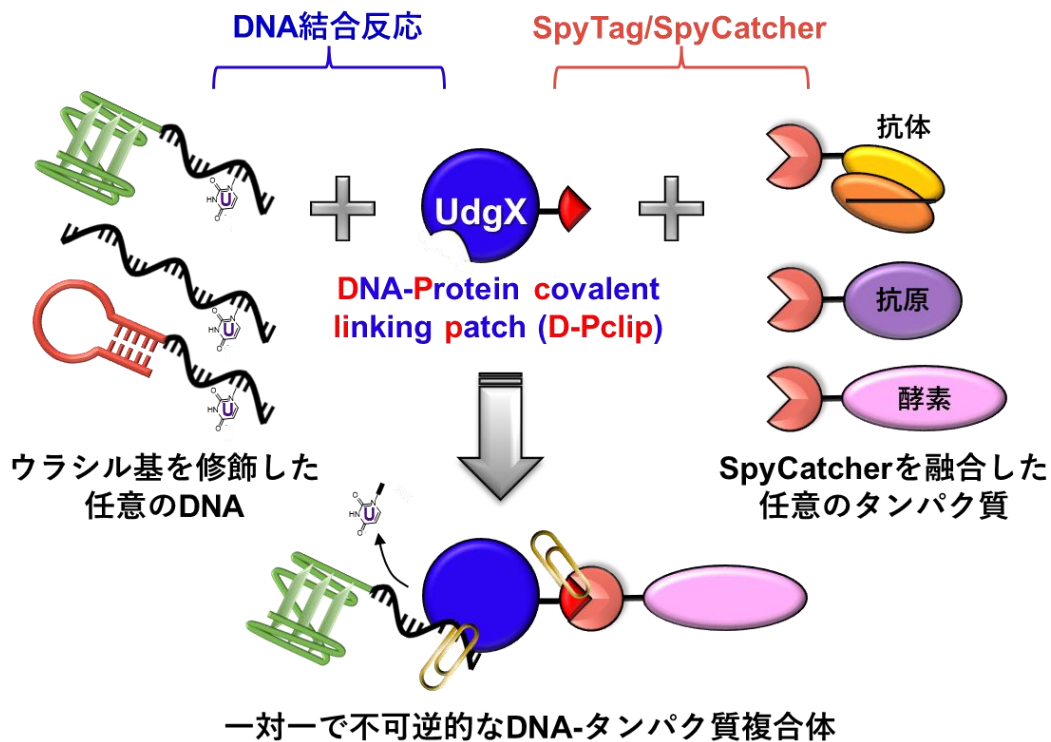 DNA結合反応
SpyTag/SpyCatcher
抗体
O
HN
U
O
UdgX
DNA-Protein covalent
linking patch (D-Pclip)
O
HN
U
O
抗原
O
HN
U
O
酵素
ウラシル基を修飾した
任意のDNA
SpyCatcherを融合した
任意のタンパク質
O
HN
U
O
一対一で不可逆的なDNA-タンパク質複合体